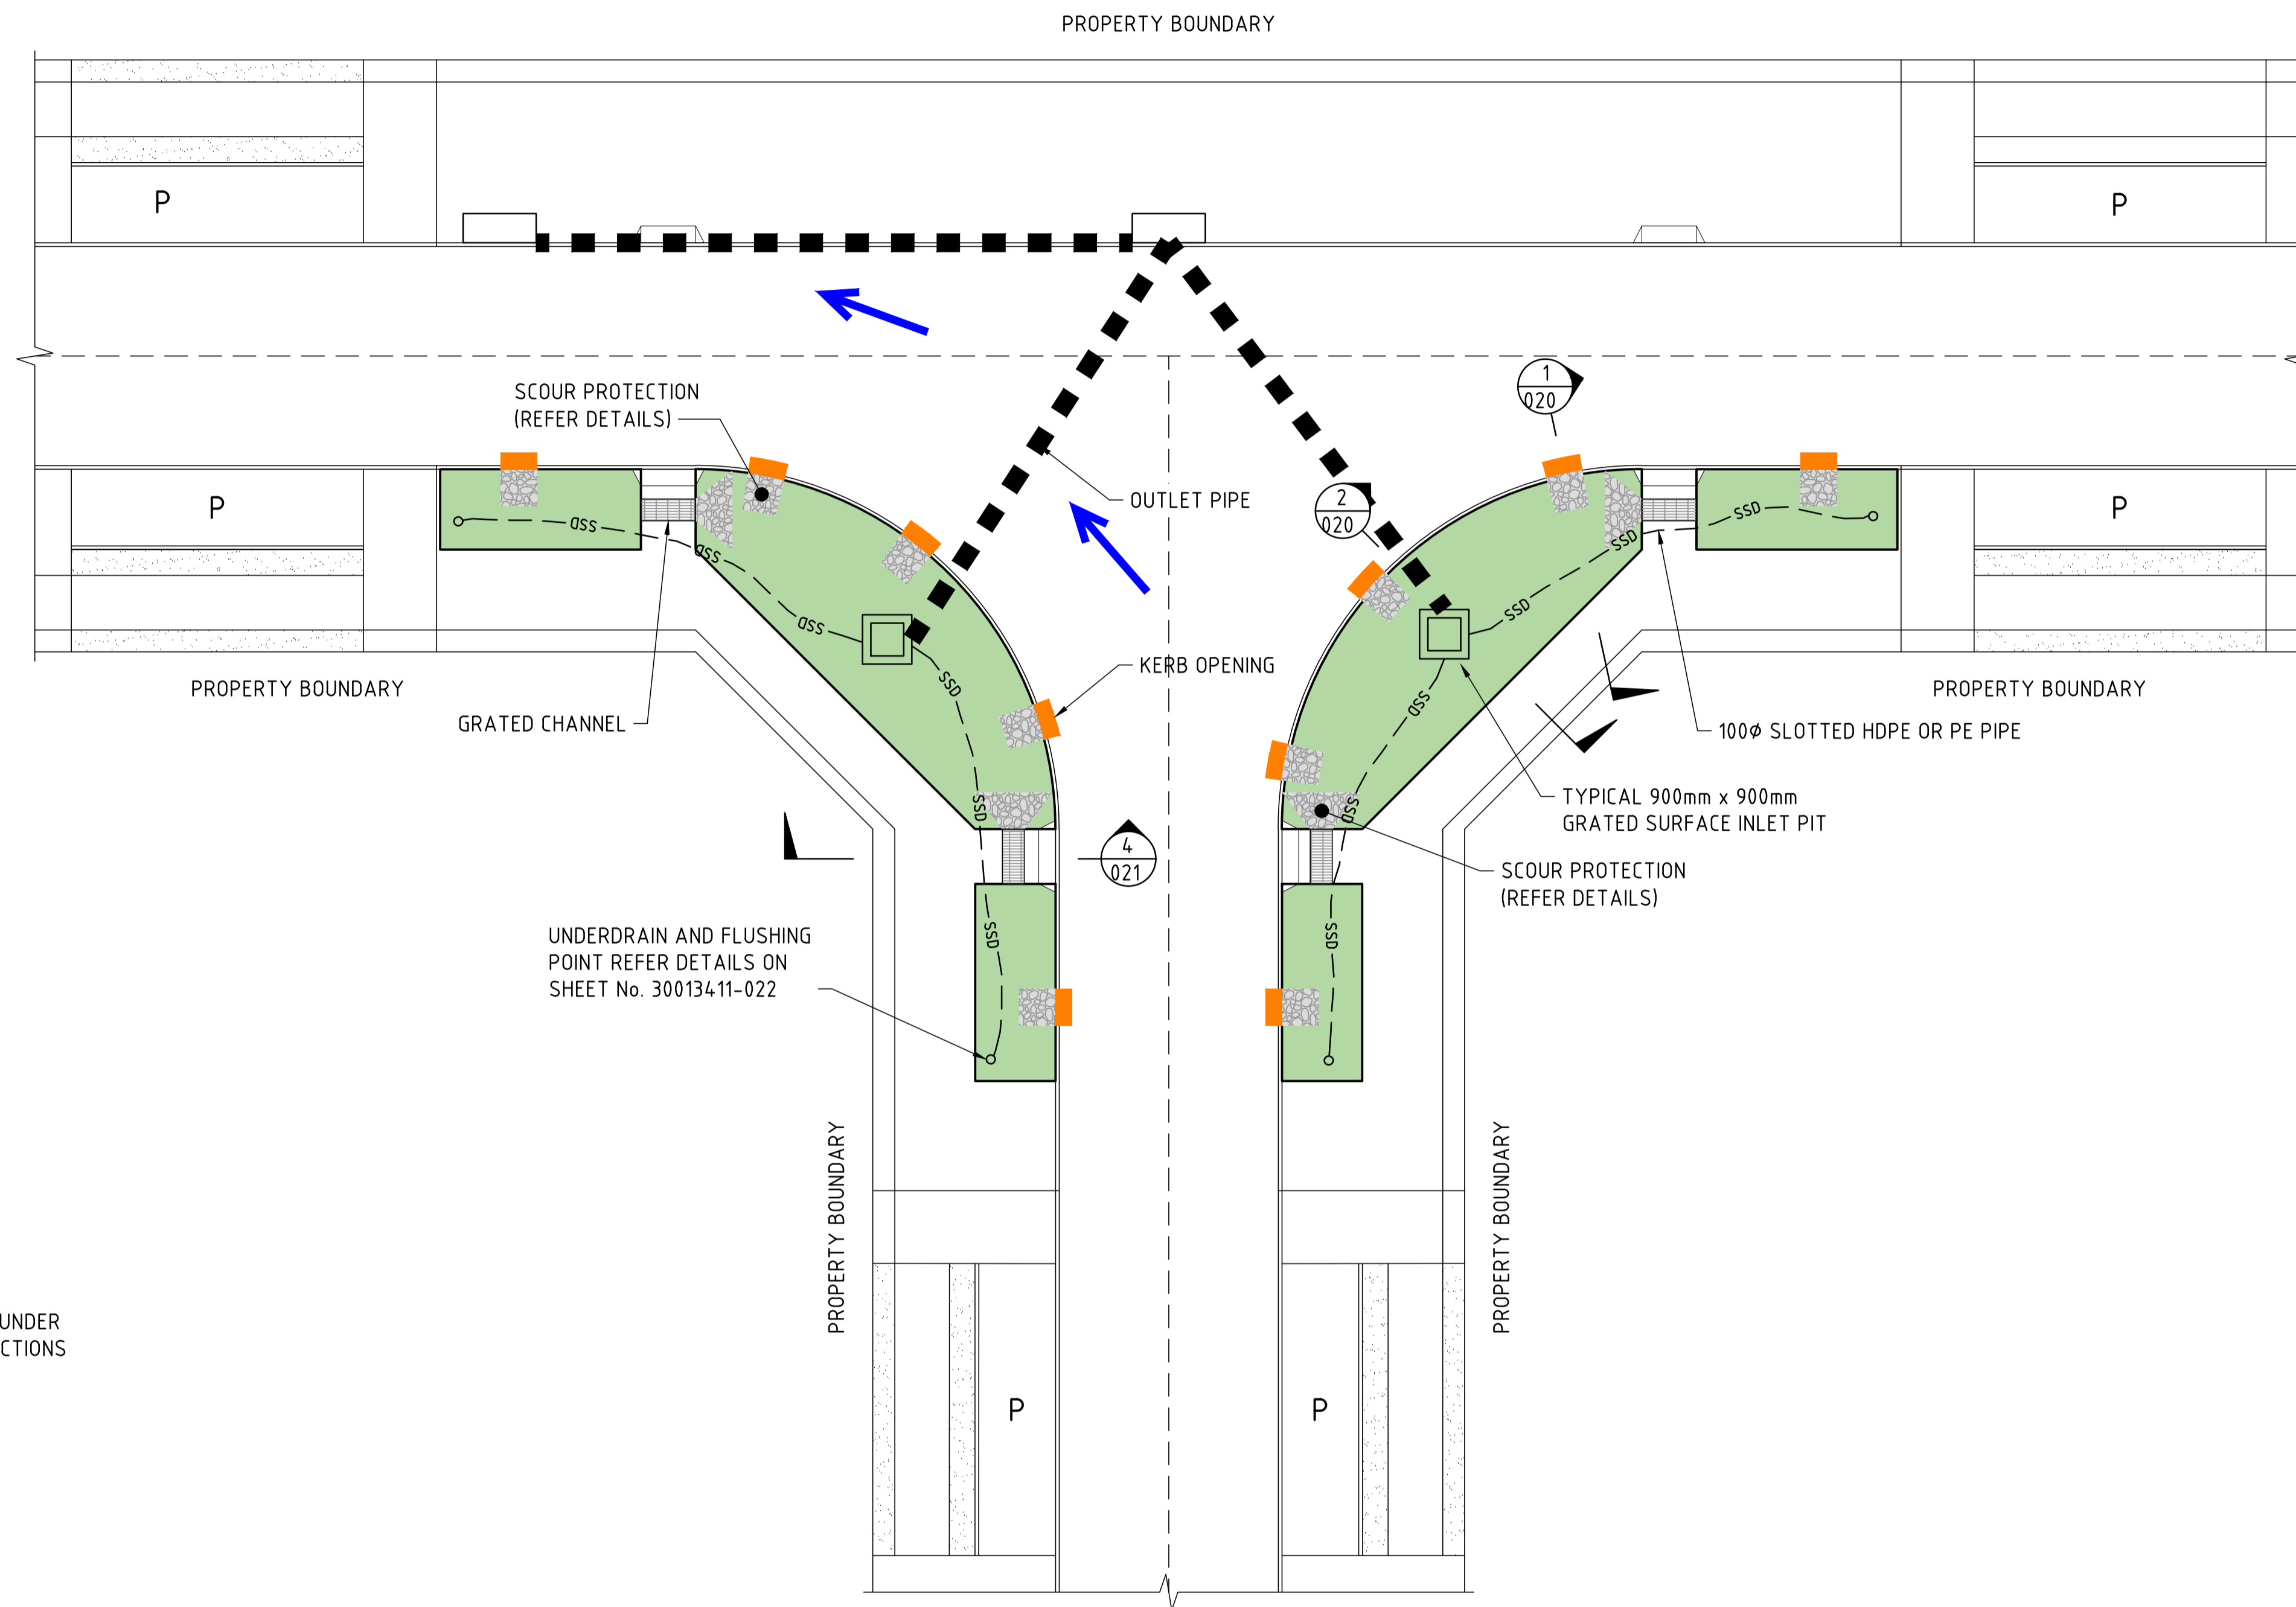 PROPERTY BOUNDARY
P
P
SCOUR PROTECTION
(REFER DETAILS)
1
020
2
020
OUTLET PIPE
P
P
SSD
SSD
SSD
SSD
SSD
SSD
SSD
SSD
SSD
SSD
SSD
SSD
KERB OPENING
PROPERTY BOUNDARY
PROPERTY BOUNDARY
GRATED CHANNEL
100Ø SLOTTED HDPE OR PE PIPE
TYPICAL 900mm x 900mm
GRATED SURFACE INLET PIT
4
021
SCOUR PROTECTION
(REFER DETAILS)
UNDERDRAIN AND FLUSHING
POINT REFER DETAILS ON
SHEET No. 30013411-022
PROPERTY BOUNDARY
PROPERTY BOUNDARY
UNDER
CTIONS
P
P